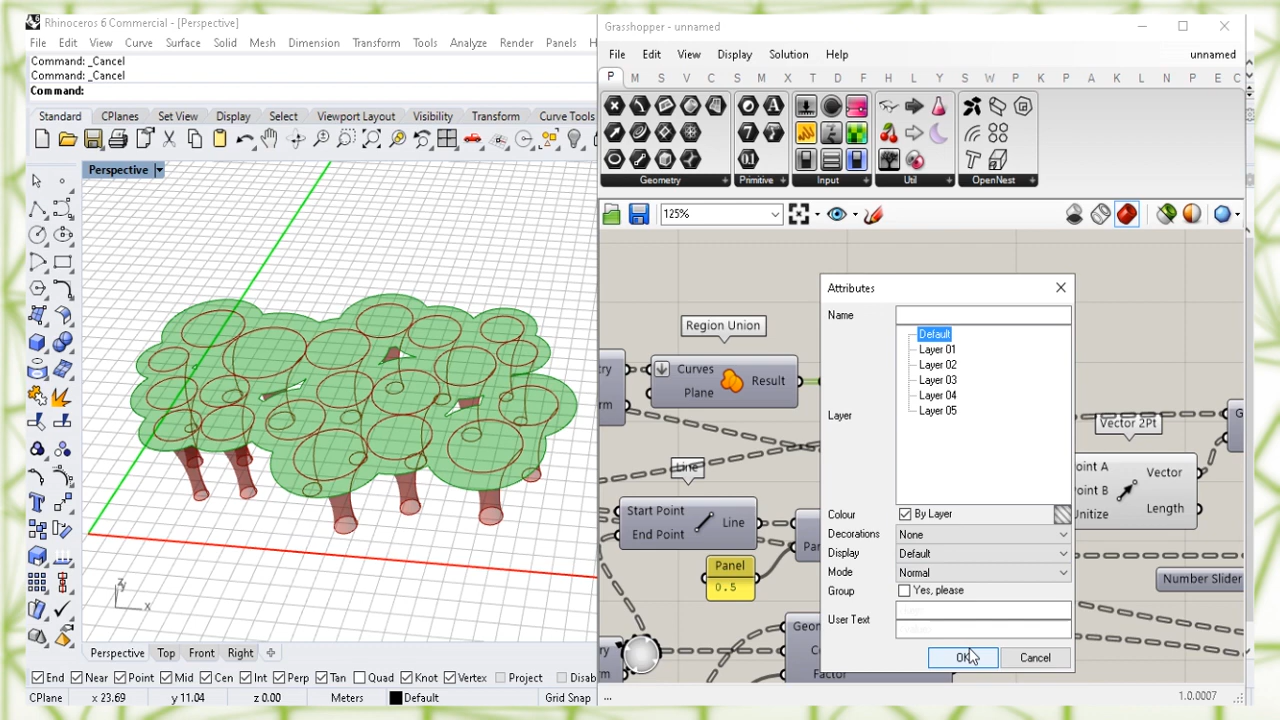 Rhinoceros 6 Commercial - [Perspective]
File Edit View Curve Surface Solid Mesh Dimension Transform Tools Analyze Render Panels H
Command: _Cancel
Command: _Cancel
Command:
Standard CPlanes Set View Display Select Viewport Layout Visibility Transform Curve Tools
Perspective
z
x
Perspective Top Front Right
End Near Point Mid Cen Int Perp Tan Quad Knot Vertex Project Disab
CPlane x 23.69 y 11.04 z 0.00 Meters Default Grid Snap
Grasshopper - unnamed
File Edit View Display Solution Help unnamed
P M S V C S M X T D F H L Y S W P K P A K L N P E C
Geometry Primitive Input Util OpenNest
125%
Region Union
Curves
Plane
Result
Line
Start Point
End Point
Line
Panel
0.5
Attributes
Name
Layer
Default
Layer 01
Layer 02
Layer 03
Layer 04
Layer 05
Colour By Layer
Decorations None
Display Default
Mode Normal
Group Yes, please
User Text
OK Cancel
Vector 2Pt
oint A
oint B
nitize
Vector
Length
Number Slider
Geom
Factor
... 1.0.0007